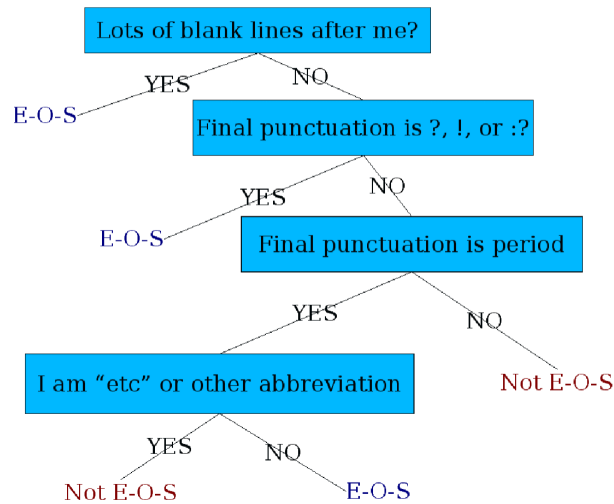 Lots of blank lines after me?
YES
NO
E-O-S
Final punctuation is ?, !, or :?
YES
NO
E-O-S
Final punctuation is period
YES
NO
I am “etc” or other abbreviation
Not E-O-S
YES
NO
Not E-O-S
E-O-S